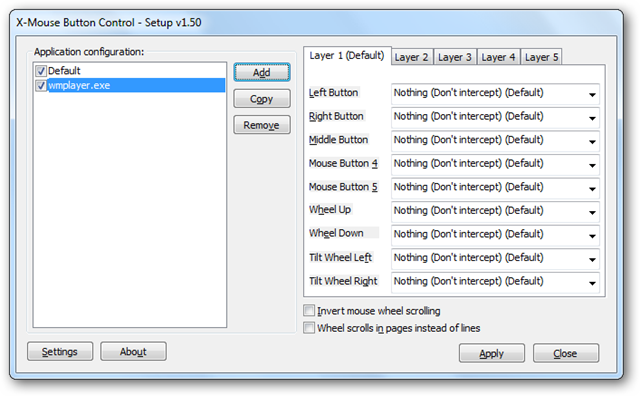 X-Mouse Button Control - Setup v1.50
Application configuration:
Default
wmplayer.exe
Add
Copy
Remove
Layer 1 (Default) Layer 2 Layer 3 Layer 4 Layer 5
Left Button Nothing (Don't intercept) (Default)
Right Button Nothing (Don't intercept) (Default)
Middle Button Nothing (Don't intercept) (Default)
Mouse Button 4 Nothing (Don't intercept) (Default)
Mouse Button 5 Nothing (Don't intercept) (Default)
Wheel Up Nothing (Don't intercept) (Default)
Wheel Down Nothing (Don't intercept) (Default)
Tilt Wheel Left Nothing (Don't intercept) (Default)
Tilt Wheel Right Nothing (Don't intercept) (Default)
Invert mouse wheel scrolling
Wheel scrolls in pages instead of lines
Settings About Apply Close